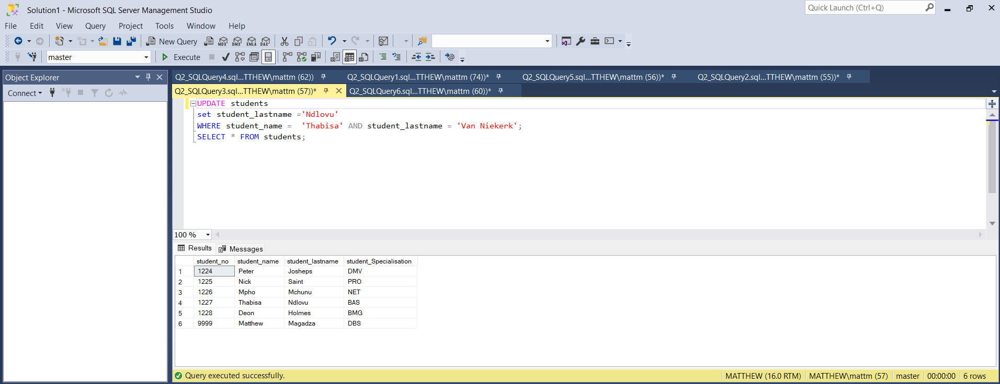 Solution1 - Microsoft SQL Server Management Studio
Quick Launch (Ctrl+Q)
File Edit View Query Project Tools Window Help
New Query MDX DMX XMLA DAX
master Execute
Object Explorer
Connect
Q2_SQLQuery4.sql...TTHEW\mattm (62)) Q2_SQLQuery1.sql...TTHEW\mattm (74))* Q2_SQLQuery5.sql...TTHEW\mattm (56))* Q2_SQLQuery2.sql...TTHEW\mattm (55))*
Q2_SQLQuery3.sql...TTHEW\mattm (57))* Q2_SQLQuery6.sql...TTHEW\mattm (60))*
UPDATE students
set student_lastname ='Ndlovu'
WHERE student_name =  'Thabisa' AND student_lastname = 'Van Niekerk';
SELECT * FROM students;
100 %
Results Messages
student_no student_name student_lastname student_Specialisation
1 1224 Peter Josheps DMV
2 1225 Nick Saint PRO
3 1226 Mpho Mchunu NET
4 1227 Thabisa Ndlovu BAS
5 1228 Deon Holmes BMG
6 9999 Matthew Magadza DBS
Query executed successfully. MATTHEW (16.0 RTM) MATTHEW\mattm (57) master 00:00:00 6 rows